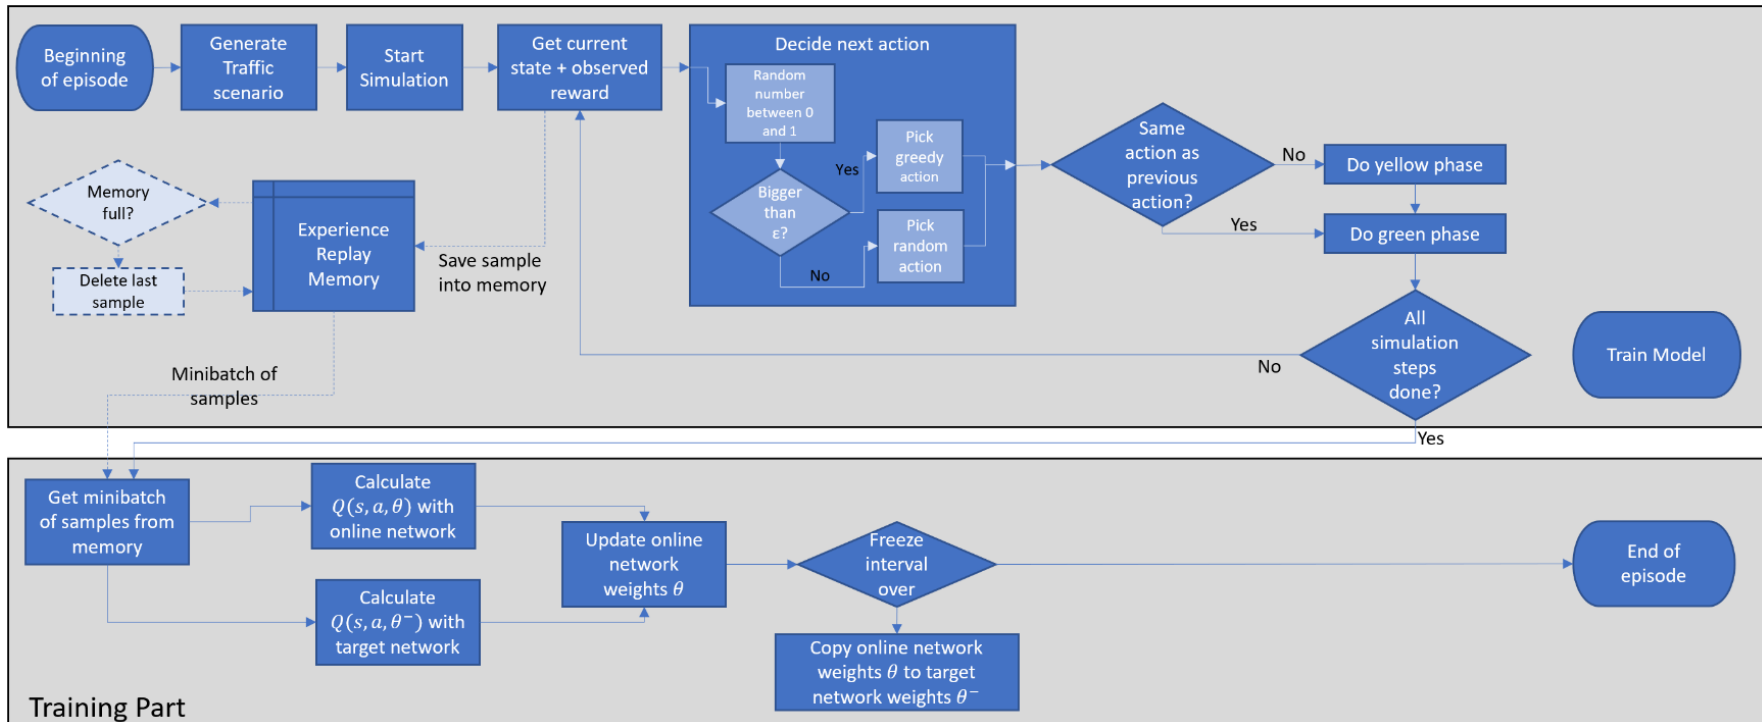 Beginning
of episode
Generate
Traffic
scenario
Start
Simulation
Get current
state + observed
reward
Decide next action
Random
number
between 0
and 1
Bigger
than
ε?
Yes
No
Pick
greedy
action
Pick
random
action
Same
action as
previous
action?
No
Yes
Do yellow phase
Do green phase
All
simulation
steps
done?
No
Yes
Train Model
Memory
full?
Delete last
sample
Experience
Replay
Memory
Save sample
into memory
Minibatch of
samples
Get minibatch
of samples from
memory
Calculate
Q(s, a, θ) with
online network
Calculate
Q(s, a, θ⁻) with
target network
Update online
network
weights θ
Freeze
interval
over
Copy online network
weights θ to target
network weights θ⁻
End of
episode
Training Part